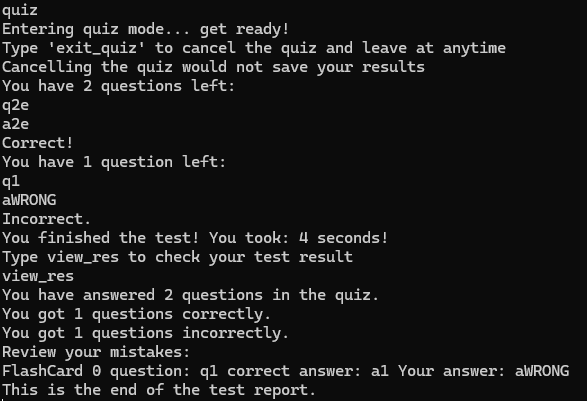 quiz
Entering quiz mode... get ready!
Type 'exit_quiz' to cancel the quiz and leave at anytime
Cancelling the quiz would not save your results
You have 2 questions left:
q2e
a2e
Correct!
You have 1 question left:
q1
aWRONG
Incorrect.
You finished the test! You took: 4 seconds!
Type view_res to check your test result
view_res
You have answered 2 questions in the quiz.
You got 1 questions correctly.
You got 1 questions incorrectly.
Review your mistakes:
FlashCard 0 question: q1 correct answer: a1 Your answer: aWRONG
This is the end of the test report.